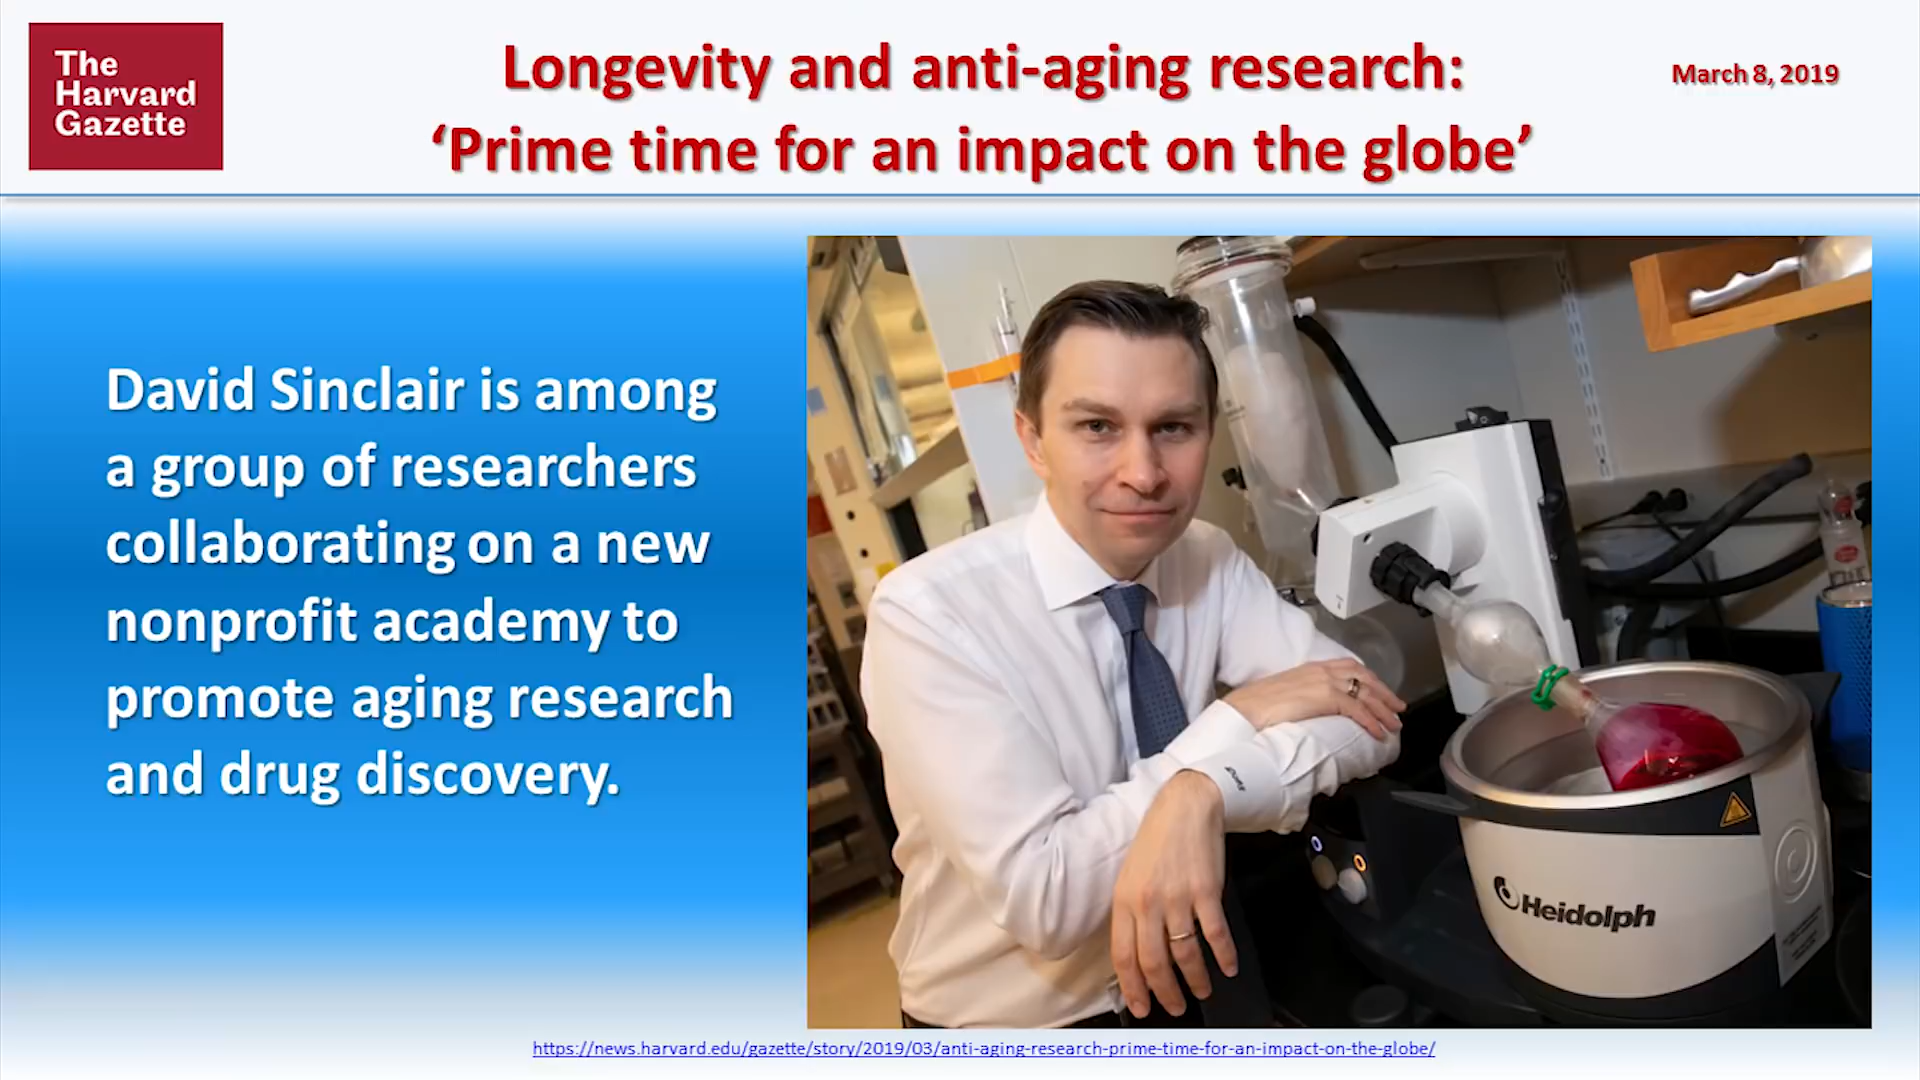 The
Harvard
Gazette
Longevity and anti-aging research:
‘Prime time for an impact on the globe’
March 8, 2019
David Sinclair is among
a group of researchers
collaborating on a new
nonprofit academy to
promote aging research
and drug discovery.
Heidolph
https://news.harvard.edu/gazette/story/2019/03/anti-aging-research-prime-time-for-an-impact-on-the-globe/